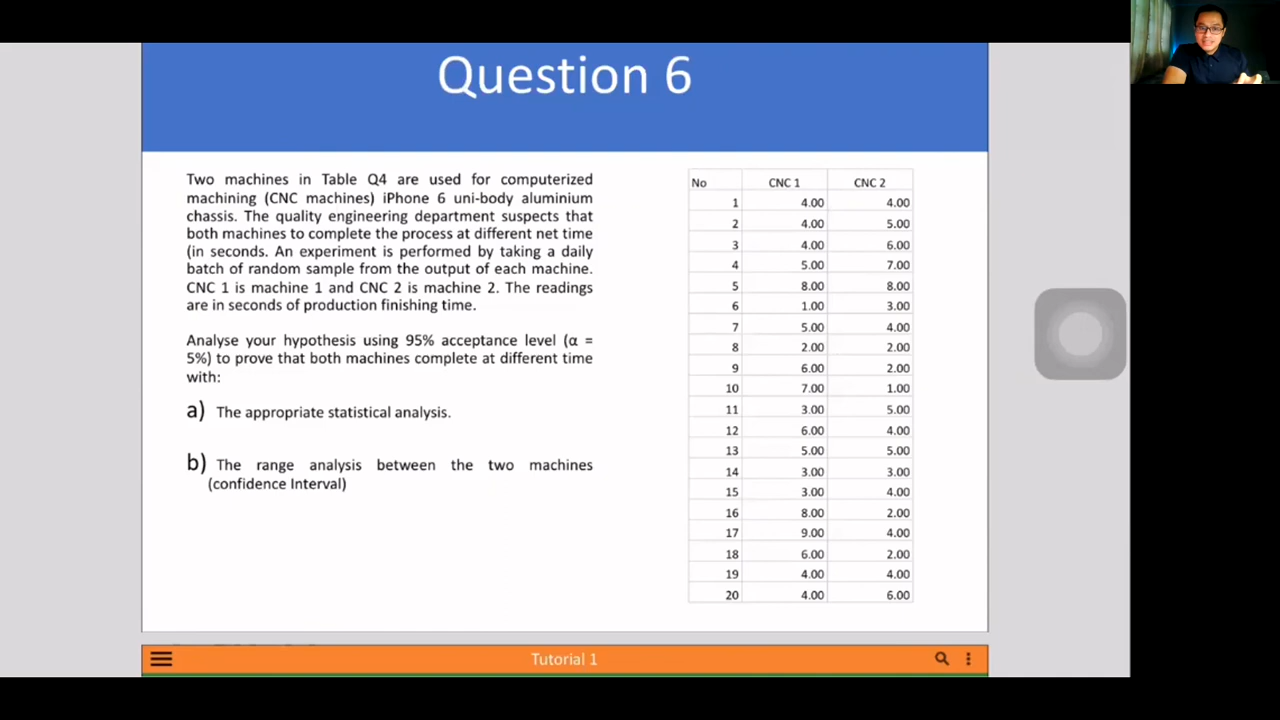 Question 6
Two machines in Table Q4 are used for computerized
machining (CNC machines) iPhone 6 uni-body aluminium
chassis. The quality engineering department suspects that
both machines to complete the process at different net time
(in seconds. An experiment is performed by taking a daily
batch of random sample from the output of each machine.
CNC 1 is machine 1 and CNC 2 is machine 2. The readings
are in seconds of production finishing time.
Analyse your hypothesis using 95% acceptance level (α =
5%) to prove that both machines complete at different time
with:
a) The appropriate statistical analysis.
b) The range analysis between the two machines
(confidence Interval)
No CNC 1 CNC 2
1 4.00 4.00
2 4.00 5.00
3 4.00 6.00
4 5.00 7.00
5 8.00 8.00
6 1.00 3.00
7 5.00 4.00
8 2.00 2.00
9 6.00 2.00
10 7.00 1.00
11 3.00 5.00
12 6.00 4.00
13 5.00 5.00
14 3.00 3.00
15 3.00 4.00
16 8.00 2.00
17 9.00 4.00
18 6.00 2.00
19 4.00 4.00
20 4.00 6.00
Tutorial 1